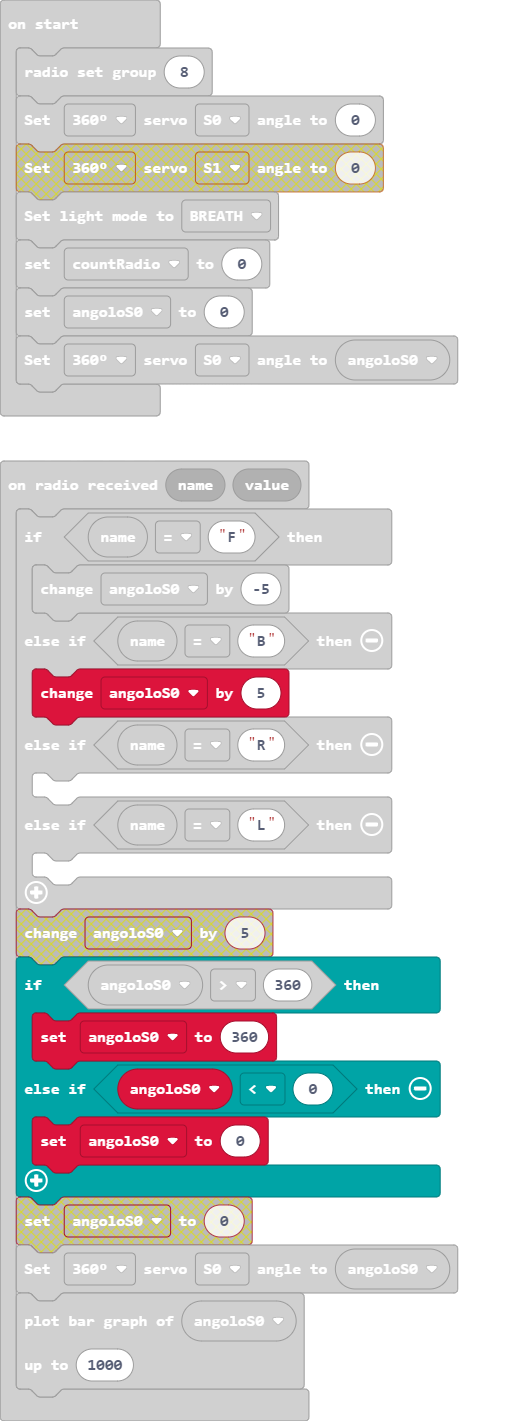 on start
radio set group 8
Set 360º servo S0 angle to 0
Set 360º servo S1 angle to 0
Set light mode to BREATH
set countRadio to 0
set angoloS0 to 0
Set 360º servo S0 angle to angoloS0
on radio received name value
if name = "F" then
change angoloS0 by -5
else if name = "B" then
change angoloS0 by 5
else if name = "R" then
else if name = "L" then
change angoloS0 by 5
if angoloS0 > 360 then
set angoloS0 to 360
else if angoloS0 < 0 then
set angoloS0 to 0
set angoloS0 to 0
Set 360º servo S0 angle to angoloS0
plot bar graph of angoloS0
up to 1000